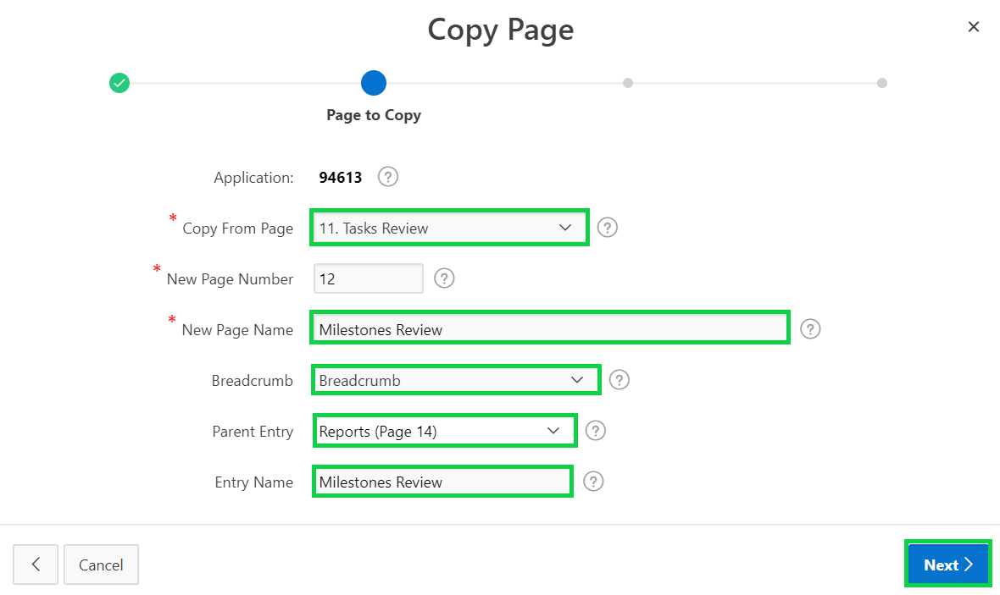 Copy Page
Page to Copy
Application: 94613 ?
* Copy From Page 11. Tasks Review ?
* New Page Number 12 ?
* New Page Name Milestones Review ?
Breadcrumb Breadcrumb ?
Parent Entry Reports (Page 14) ?
Entry Name Milestones Review ?
Cancel Next